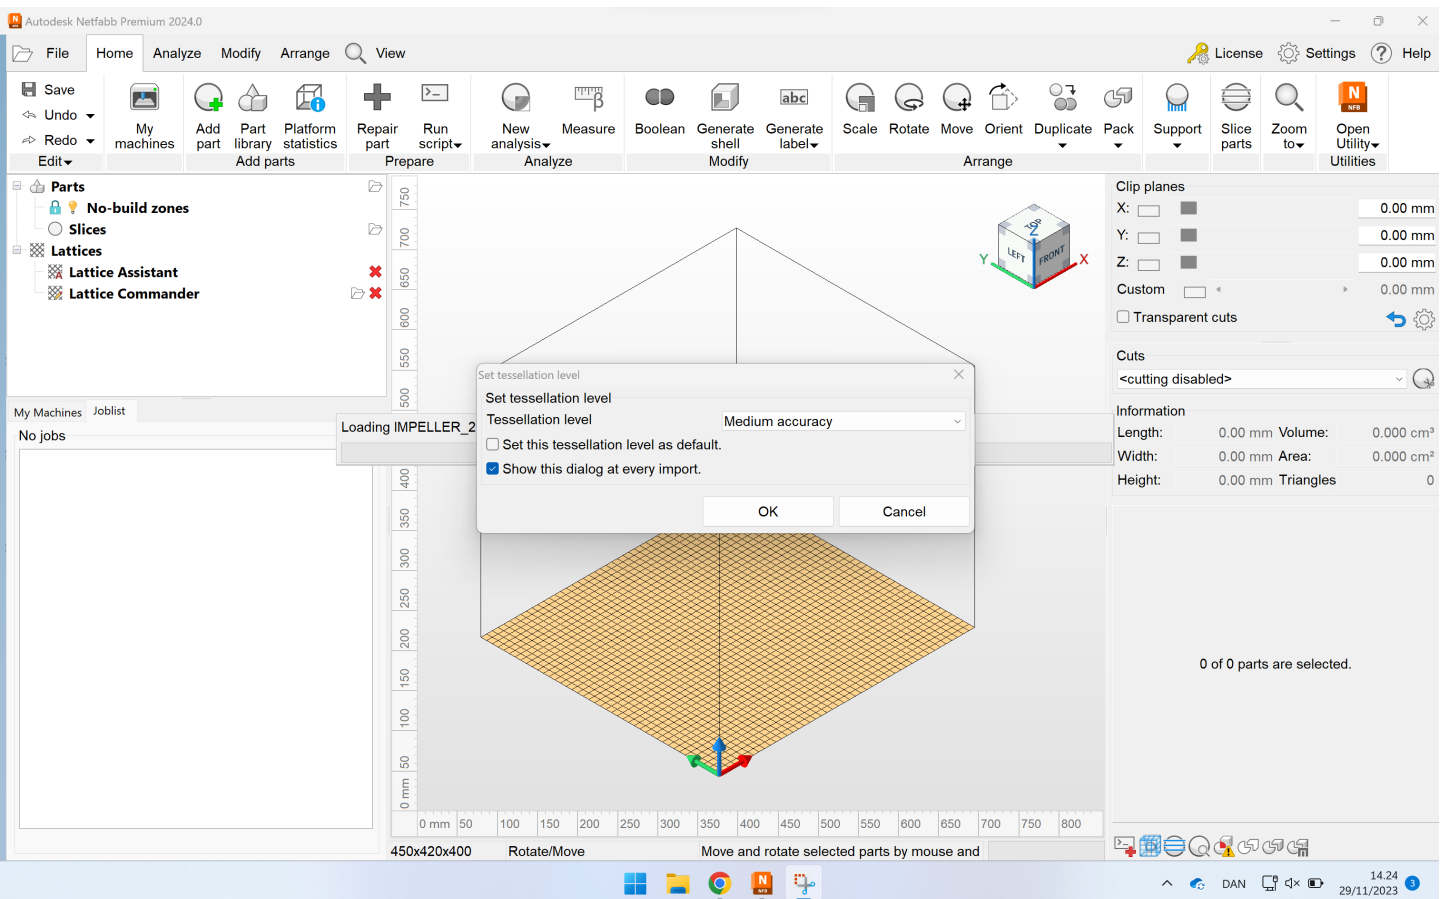 Autodesk Netfabb Premium 2024.0
File Home Analyze Modify Arrange View License Settings Help
Save
Undo
Redo
Edit
My machines
Add part
Part library
Platform statistics
Add parts
Repair part
Run script
Prepare
New analysis
Measure
Analyze
Boolean
Generate shell
Generate label
abc
Modify
Scale
Rotate
Move
Orient
Duplicate
Pack
Arrange
Support
Slice parts
Zoom to
Open Utility
Utilities
Parts
No-build zones
Slices
Lattices
Lattice Assistant
Lattice Commander
My Machines Joblist
No jobs
750
700
650
600
550
500
400
350
300
250
200
150
100
50
0 mm
TOP
LEFT
FRONT
X
Y
Z
Loading IMPELLER_2
Set tessellation level
Set tessellation level
Tessellation level Medium accuracy
Set this tessellation level as default.
Show this dialog at every import.
OK Cancel
0 mm 50 100 150 200 250 300 350 400 450 500 550 600 650 700 750 800
450x420x400 Rotate/Move Move and rotate selected parts by mouse and
Clip planes
X: 0.00 mm
Y: 0.00 mm
Z: 0.00 mm
Custom 0.00 mm
Transparent cuts
Cuts
<cutting disabled>
Information
Length: 0.00 mm Volume: 0.000 cm³
Width: 0.00 mm Area: 0.000 cm²
Height: 0.00 mm Triangles 0
0 of 0 parts are selected.
DAN
14.24
29/11/2023
3